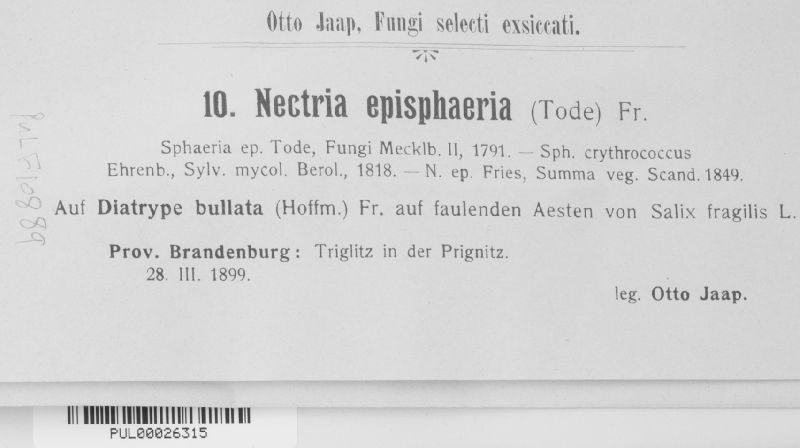 Otto Jaap, Fungi selecti exsiccati.
10. Nectria episphaeria (Tode) Fr.
Sphaeria ep. Tode, Fungi Mecklb. II, 1791. — Sph. crythrococcus
Ehrenb., Sylv. mycol. Berol., 1818. — N. ep. Fries, Summa veg. Scand. 1849.
Auf Diatrype bullata (Hoffm.) Fr. auf faulenden Aesten von Salix fragilis L.
Prov. Brandenburg: Triglitz in der Prignitz.
28. III. 1899.
leg. Otto Jaap.
PUL F10889
PUL00026315